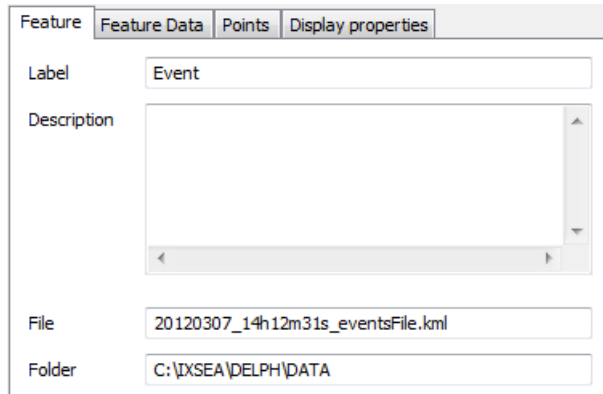 Feature Feature Data Points Display properties
Label Event
Description
File 20120307_14h12m31s_eventsFile.kml
Folder C:\IXSEA\DELPH\DATA